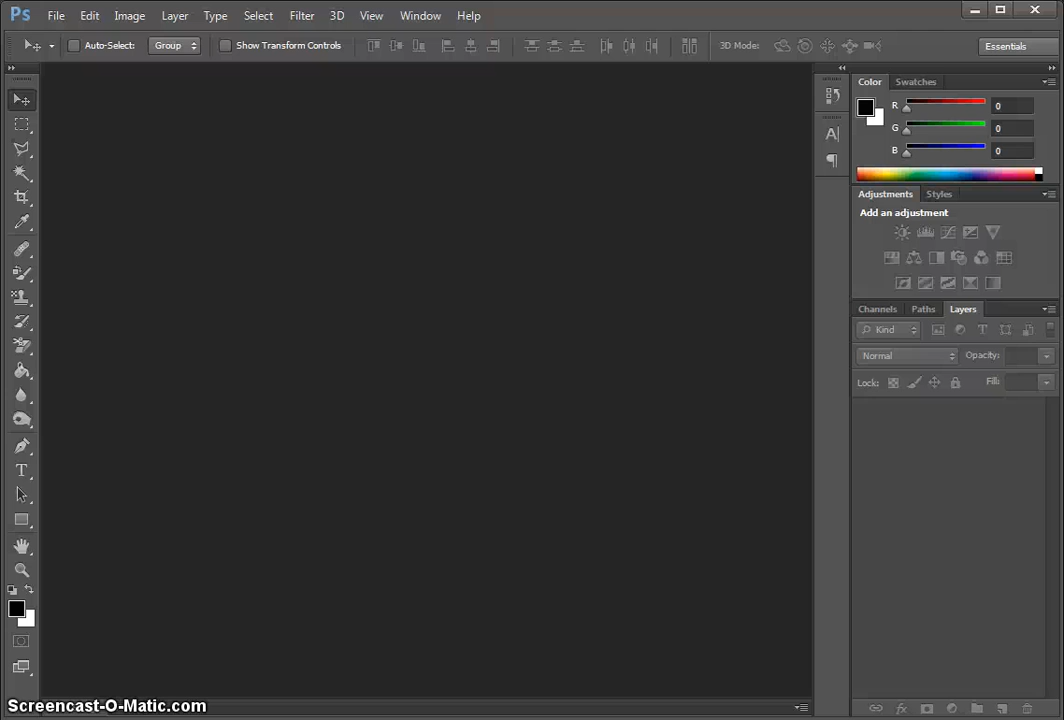 Ps File Edit Image Layer Type Select Filter 3D View Window Help
Auto-Select: Group Show Transform Controls 3D Mode: Essentials
Color Swatches
R 0
G 0
B 0
Adjustments Styles
Add an adjustment
Channels Paths Layers
Kind T
Normal Opacity:
Lock: Fill:
A
T
fx
Screencast-O-Matic.com